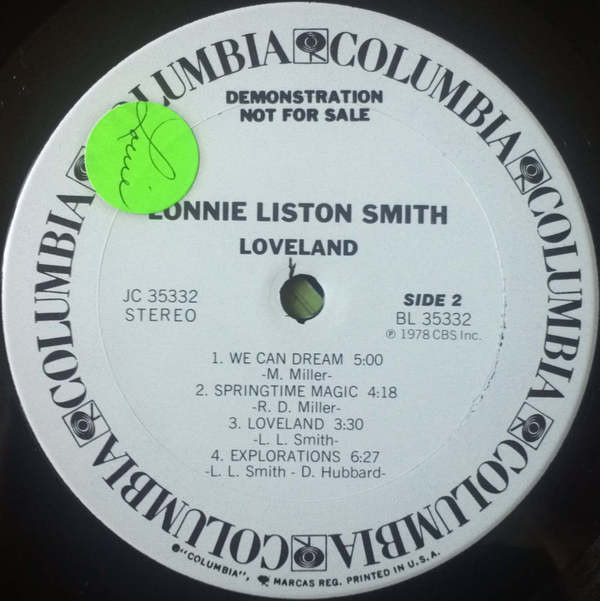 COLUMBIA COLUMBIA COLUMBIA COLUMBIA COLUMBIA COLUMBIA COLUMBIA COLUMBIA
DEMONSTRATION
NOT FOR SALE
Lonnie
LONNIE LISTON SMITH
LOVELAND
JC 35332
STEREO
SIDE 2
BL 35332
℗ 1978 CBS Inc.
1. WE CAN DREAM 5:00
-M. Miller-
2. SPRINGTIME MAGIC 4:18
-R. D. Miller-
3. LOVELAND 3:30
-L. L. Smith-
4. EXPLORATIONS 6:27
-L. L. Smith - D. Hubbard-
® "COLUMBIA", MARCAS REG. PRINTED IN U.S.A.